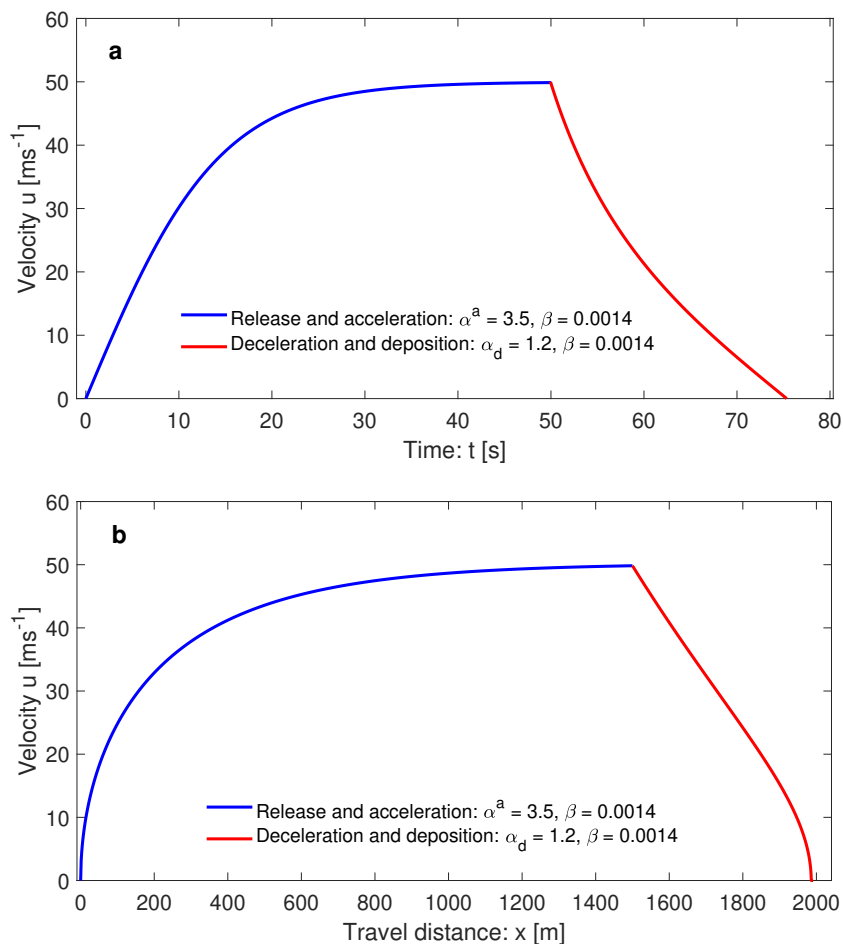 a
60
50
40
30
20
10
0
Velocity u [ms⁻¹]
Release and acceleration: αᵃ = 3.5, β = 0.0014
Deceleration and deposition: α_d = 1.2, β = 0.0014
0 10 20 30 40 50 60 70 80
Time: t [s]
b
60
50
40
30
20
10
0
Velocity u [ms⁻¹]
Release and acceleration: αᵃ = 3.5, β = 0.0014
Deceleration and deposition: α_d = 1.2, β = 0.0014
0 200 400 600 800 1000 1200 1400 1600 1800 2000
Travel distance: x [m]